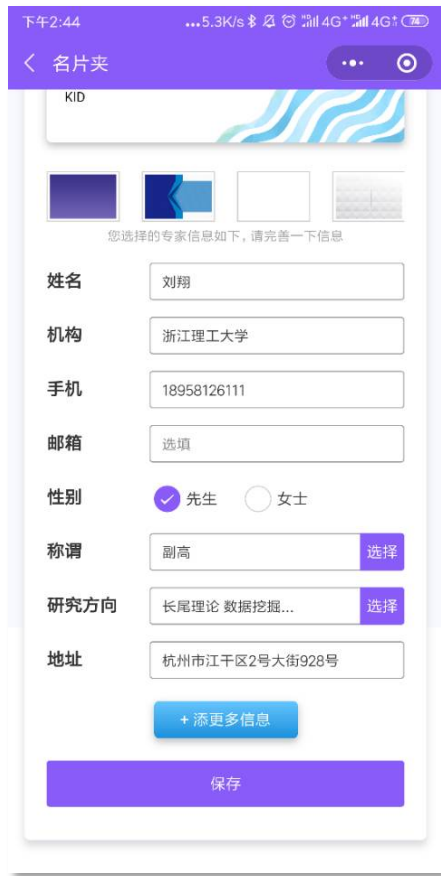 下午2:44
...5.3K/s 4G+ 4G 74
名片夹
KID
您选择的专家信息如下，请完善一下信息
姓名 刘翔
机构 浙江理工大学
手机 18958126111
邮箱 选填
性别 先生 女士
称谓 副高 选择
研究方向 长尾理论 数据挖掘... 选择
地址 杭州市江干区2号大街928号
+ 添更多信息
保存